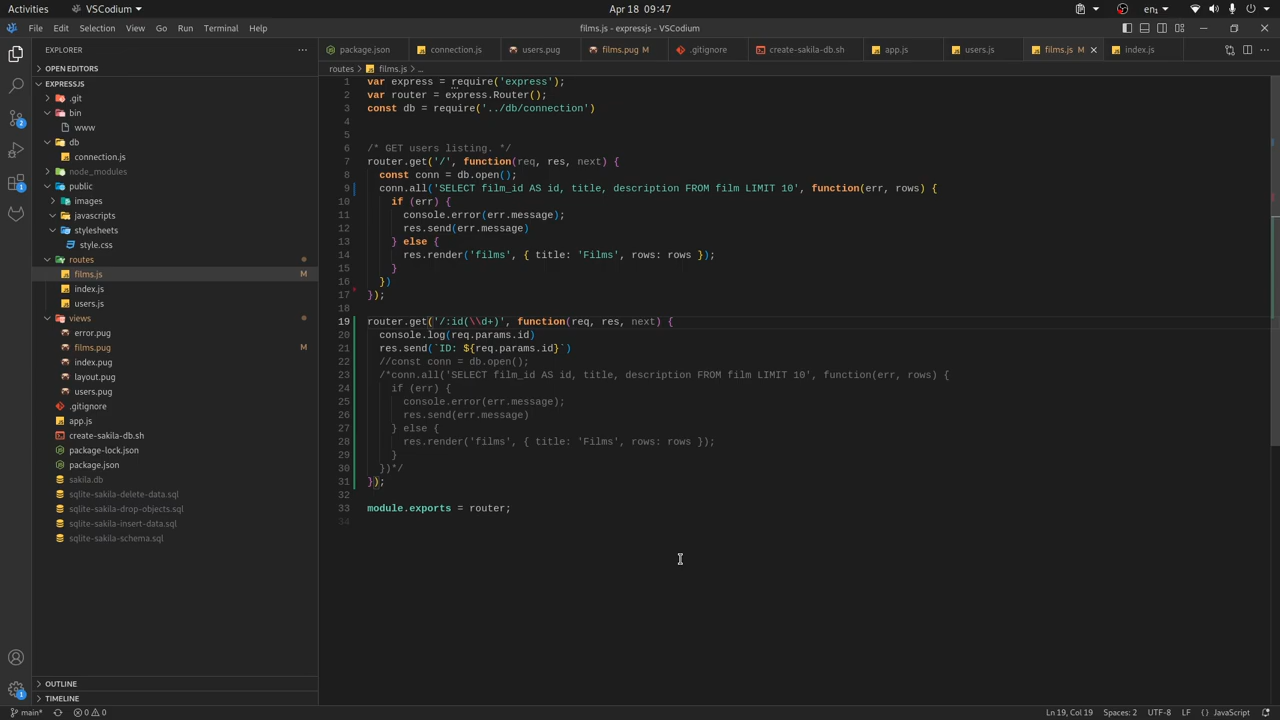 Activities
VSCodium
Apr 18 09:47
en₁
File Edit Selection View Go Run Terminal Help
films.js - expressjs - VSCodium
EXPLORER
OPEN EDITORS
EXPRESSJS
.git
bin
www
db
connection.js
node_modules
public
images
javascripts
stylesheets
style.css
routes
films.js M
index.js
users.js
views
error.pug
films.pug M
index.pug
layout.pug
users.pug
.gitignore
app.js
create-sakila-db.sh
package-lock.json
package.json
sakila.db
sqlite-sakila-delete-data.sql
sqlite-sakila-drop-objects.sql
sqlite-sakila-insert-data.sql
sqlite-sakila-schema.sql
OUTLINE
TIMELINE
2
1
1
package.json connection.js users.pug films.pug M .gitignore create-sakila-db.sh app.js users.js films.js M index.js
routes > films.js > ...
1 var express = require('express');
2 var router = express.Router();
3 const db = require('../db/connection')
4
5
6 /* GET users listing. */
7 router.get('/', function(req, res, next) {
8 const conn = db.open();
9 conn.all('SELECT film_id AS id, title, description FROM film LIMIT 10', function(err, rows) {
10 if (err) {
11 console.error(err.message);
12 res.send(err.message)
13 } else {
14 res.render('films', { title: 'Films', rows: rows });
15 }
16 })
17 });
18
19 router.get('/:id(\\d+)', function(req, res, next) {
20 console.log(req.params.id)
21 res.send(`ID: ${req.params.id}`)
22 //const conn = db.open();
23 /*conn.all('SELECT film_id AS id, title, description FROM film LIMIT 10', function(err, rows) {
24 if (err) {
25 console.error(err.message);
26 res.send(err.message)
27 } else {
28 res.render('films', { title: 'Films', rows: rows });
29 }
30 })*/
31 });
32
33 module.exports = router;
34
main* 0 0
Ln 19, Col 19 Spaces: 2 UTF-8 LF {} JavaScript